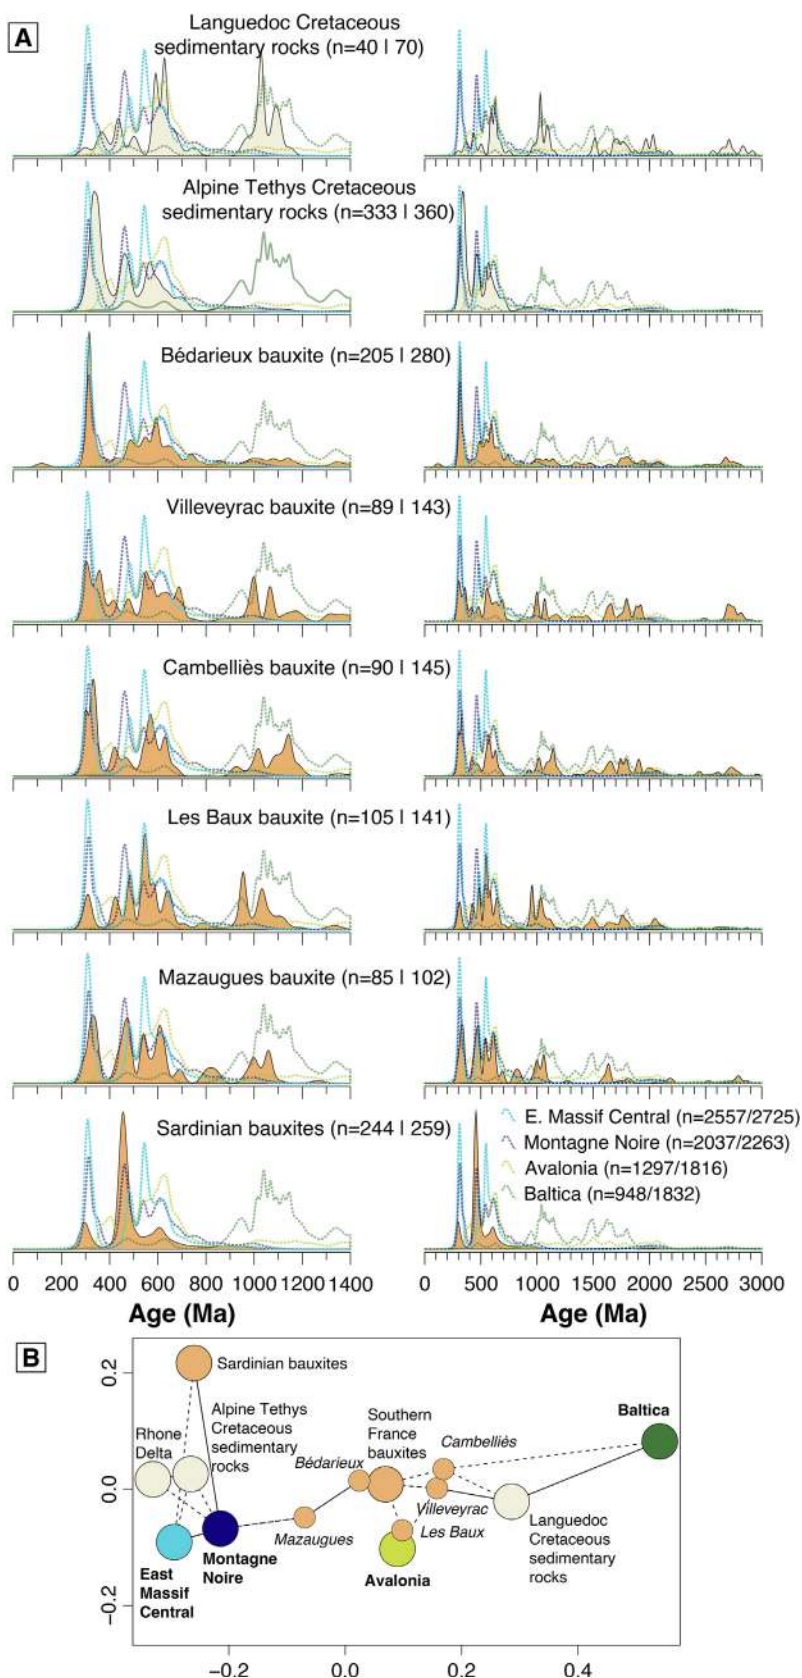 A
Languedoc Cretaceous
sedimentary rocks (n=40 | 70)
Alpine Tethys Cretaceous
sedimentary rocks (n=333 | 360)
Bédarieux bauxite (n=205 | 280)
Villeveyrac bauxite (n=89 | 143)
Cambelliès bauxite (n=90 | 145)
Les Baux bauxite (n=105 | 141)
Mazaugues bauxite (n=85 | 102)
Sardinian bauxites (n=244 | 259)
E. Massif Central (n=2557/2725)
Montagne Noire (n=2037/2263)
Avalonia (n=1297/1816)
Baltica (n=948/1832)
0 200 400 600 800 1000 1200 1400
0 500 1000 1500 2000 2500 3000
Age (Ma)
Age (Ma)
B
0.2
0.0
−0.2
Sardinian bauxites
Rhone
Delta
Alpine Tethys
Cretaceous
sedimentary
rocks
Southern
France
bauxites
Bédarieux
Cambelliès
Baltica
Mazaugues
Villeveyrac
Les Baux
Languedoc
Cretaceous
sedimentary
rocks
East
Massif
Central
Montagne
Noire
Avalonia
−0.2 0.0 0.2 0.4